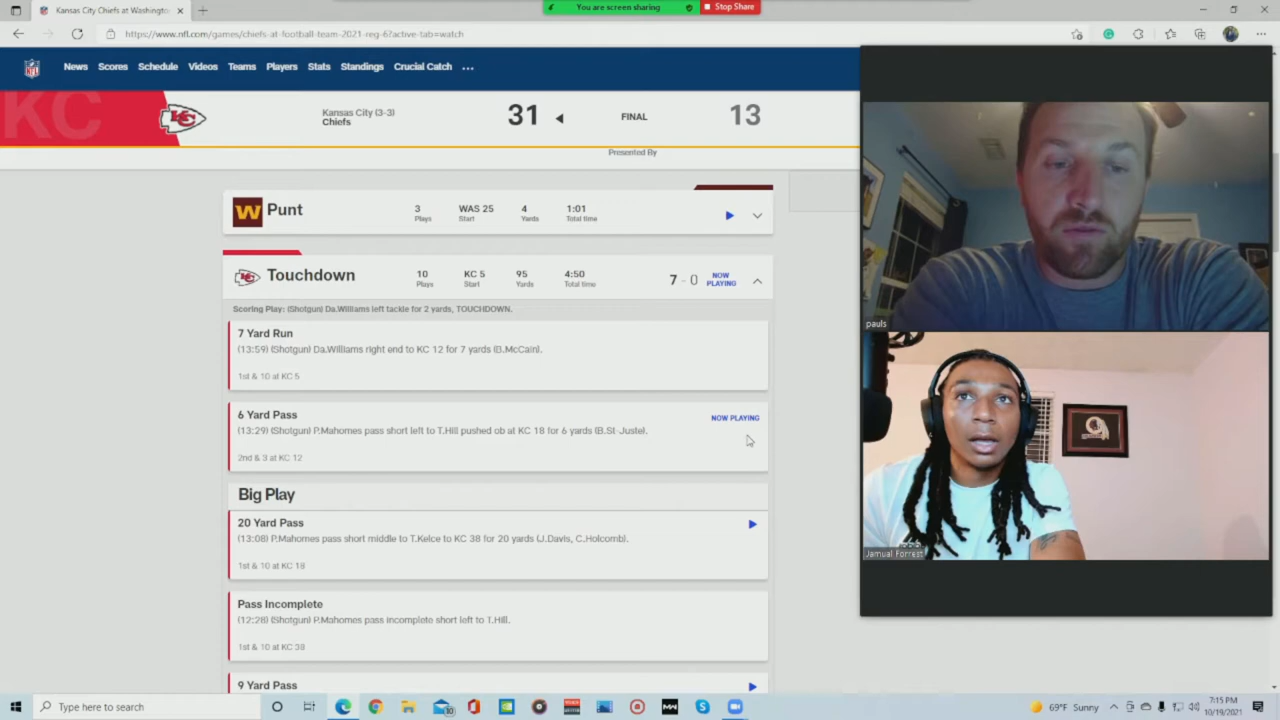 Kansas City Chiefs at Washingto
You are screen sharing
Stop Share
https://www.nfl.com/games/chiefs-at-football-team-2021-reg-6?active-tab=watch
NFL
News Scores Schedule Videos Teams Players Stats Standings Crucial Catch
KC
KC
Kansas City (3-3)
Chiefs
31
FINAL
13
Presented By
W
Punt
3
Plays
WAS 25
Start
4
Yards
1:01
Total time
Touchdown
10
Plays
KC 5
Start
95
Yards
4:50
Total time
7 - 0
NOW
PLAYING
Scoring Play: (Shotgun) Da.Williams left tackle for 2 yards, TOUCHDOWN.
7 Yard Run
(13:59) (Shotgun) Da.Williams right end to KC 12 for 7 yards (B.McCain).
1st & 10 at KC 5
6 Yard Pass
NOW PLAYING
(13:29) (Shotgun) P.Mahomes pass short left to T.Hill pushed ob at KC 18 for 6 yards (B.St-Juste).
2nd & 3 at KC 12
Big Play
20 Yard Pass
(13:08) P.Mahomes pass short middle to T.Kelce to KC 38 for 20 yards (J.Davis, C.Holcomb).
1st & 10 at KC 18
Pass Incomplete
(12:28) (Shotgun) P.Mahomes pass incomplete short left to T.Hill.
1st & 10 at KC 38
9 Yard Pass
pauls
Jamual Forrest
Type here to search
69°F Sunny
7:15 PM
10/19/2021